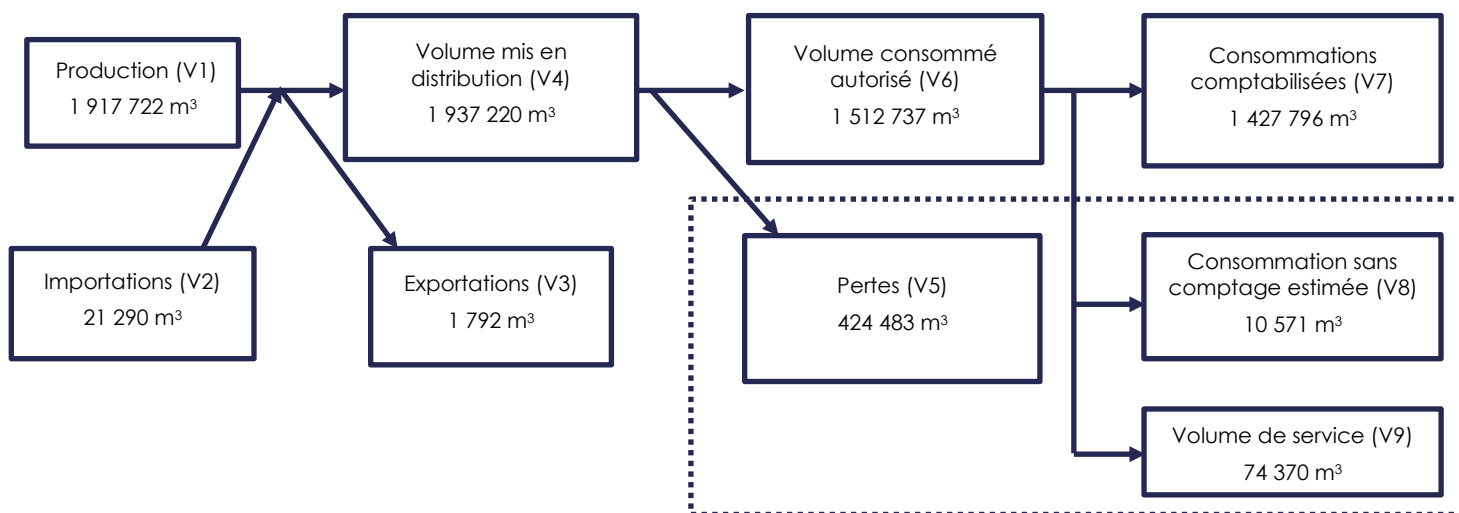 Production (V1)
1 917 722 m³
Volume mis en
distribution (V4)
1 937 220 m³
Volume consommé
autorisé (V6)
1 512 737 m³
Consommations
comptabilisées (V7)
1 427 796 m³
Importations (V2)
21 290 m³
Exportations (V3)
1 792 m³
Pertes (V5)
424 483 m³
Consommation sans
comptage estimée (V8)
10 571 m³
Volume de service (V9)
74 370 m³